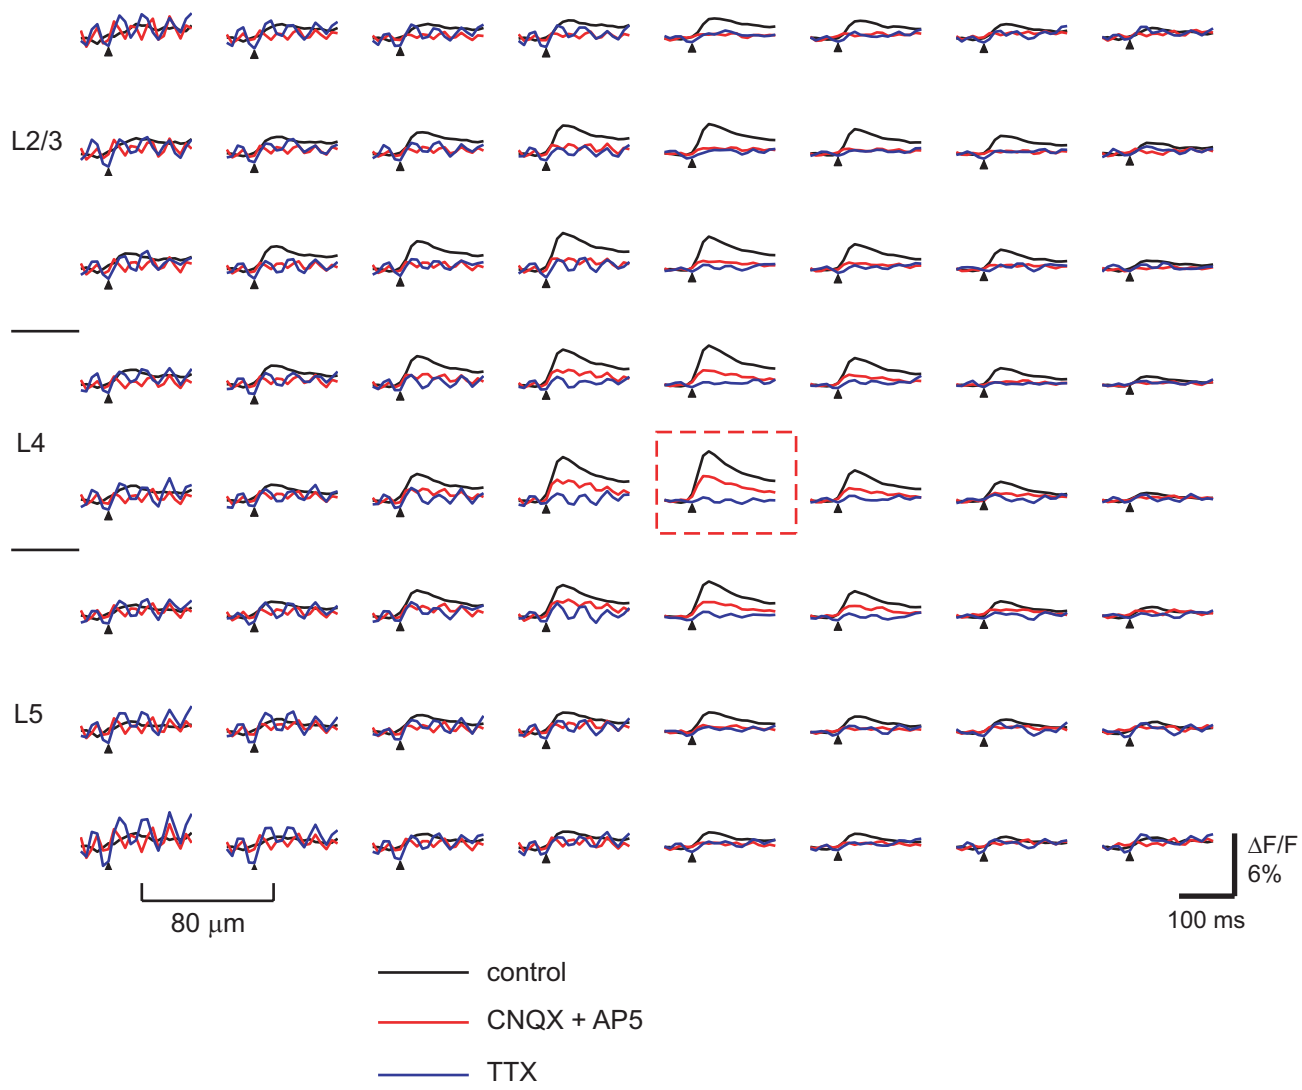 L2/3
L4
L5
ΔF/F
6%
100 ms
80 μm
control
CNQX + AP5
TTX